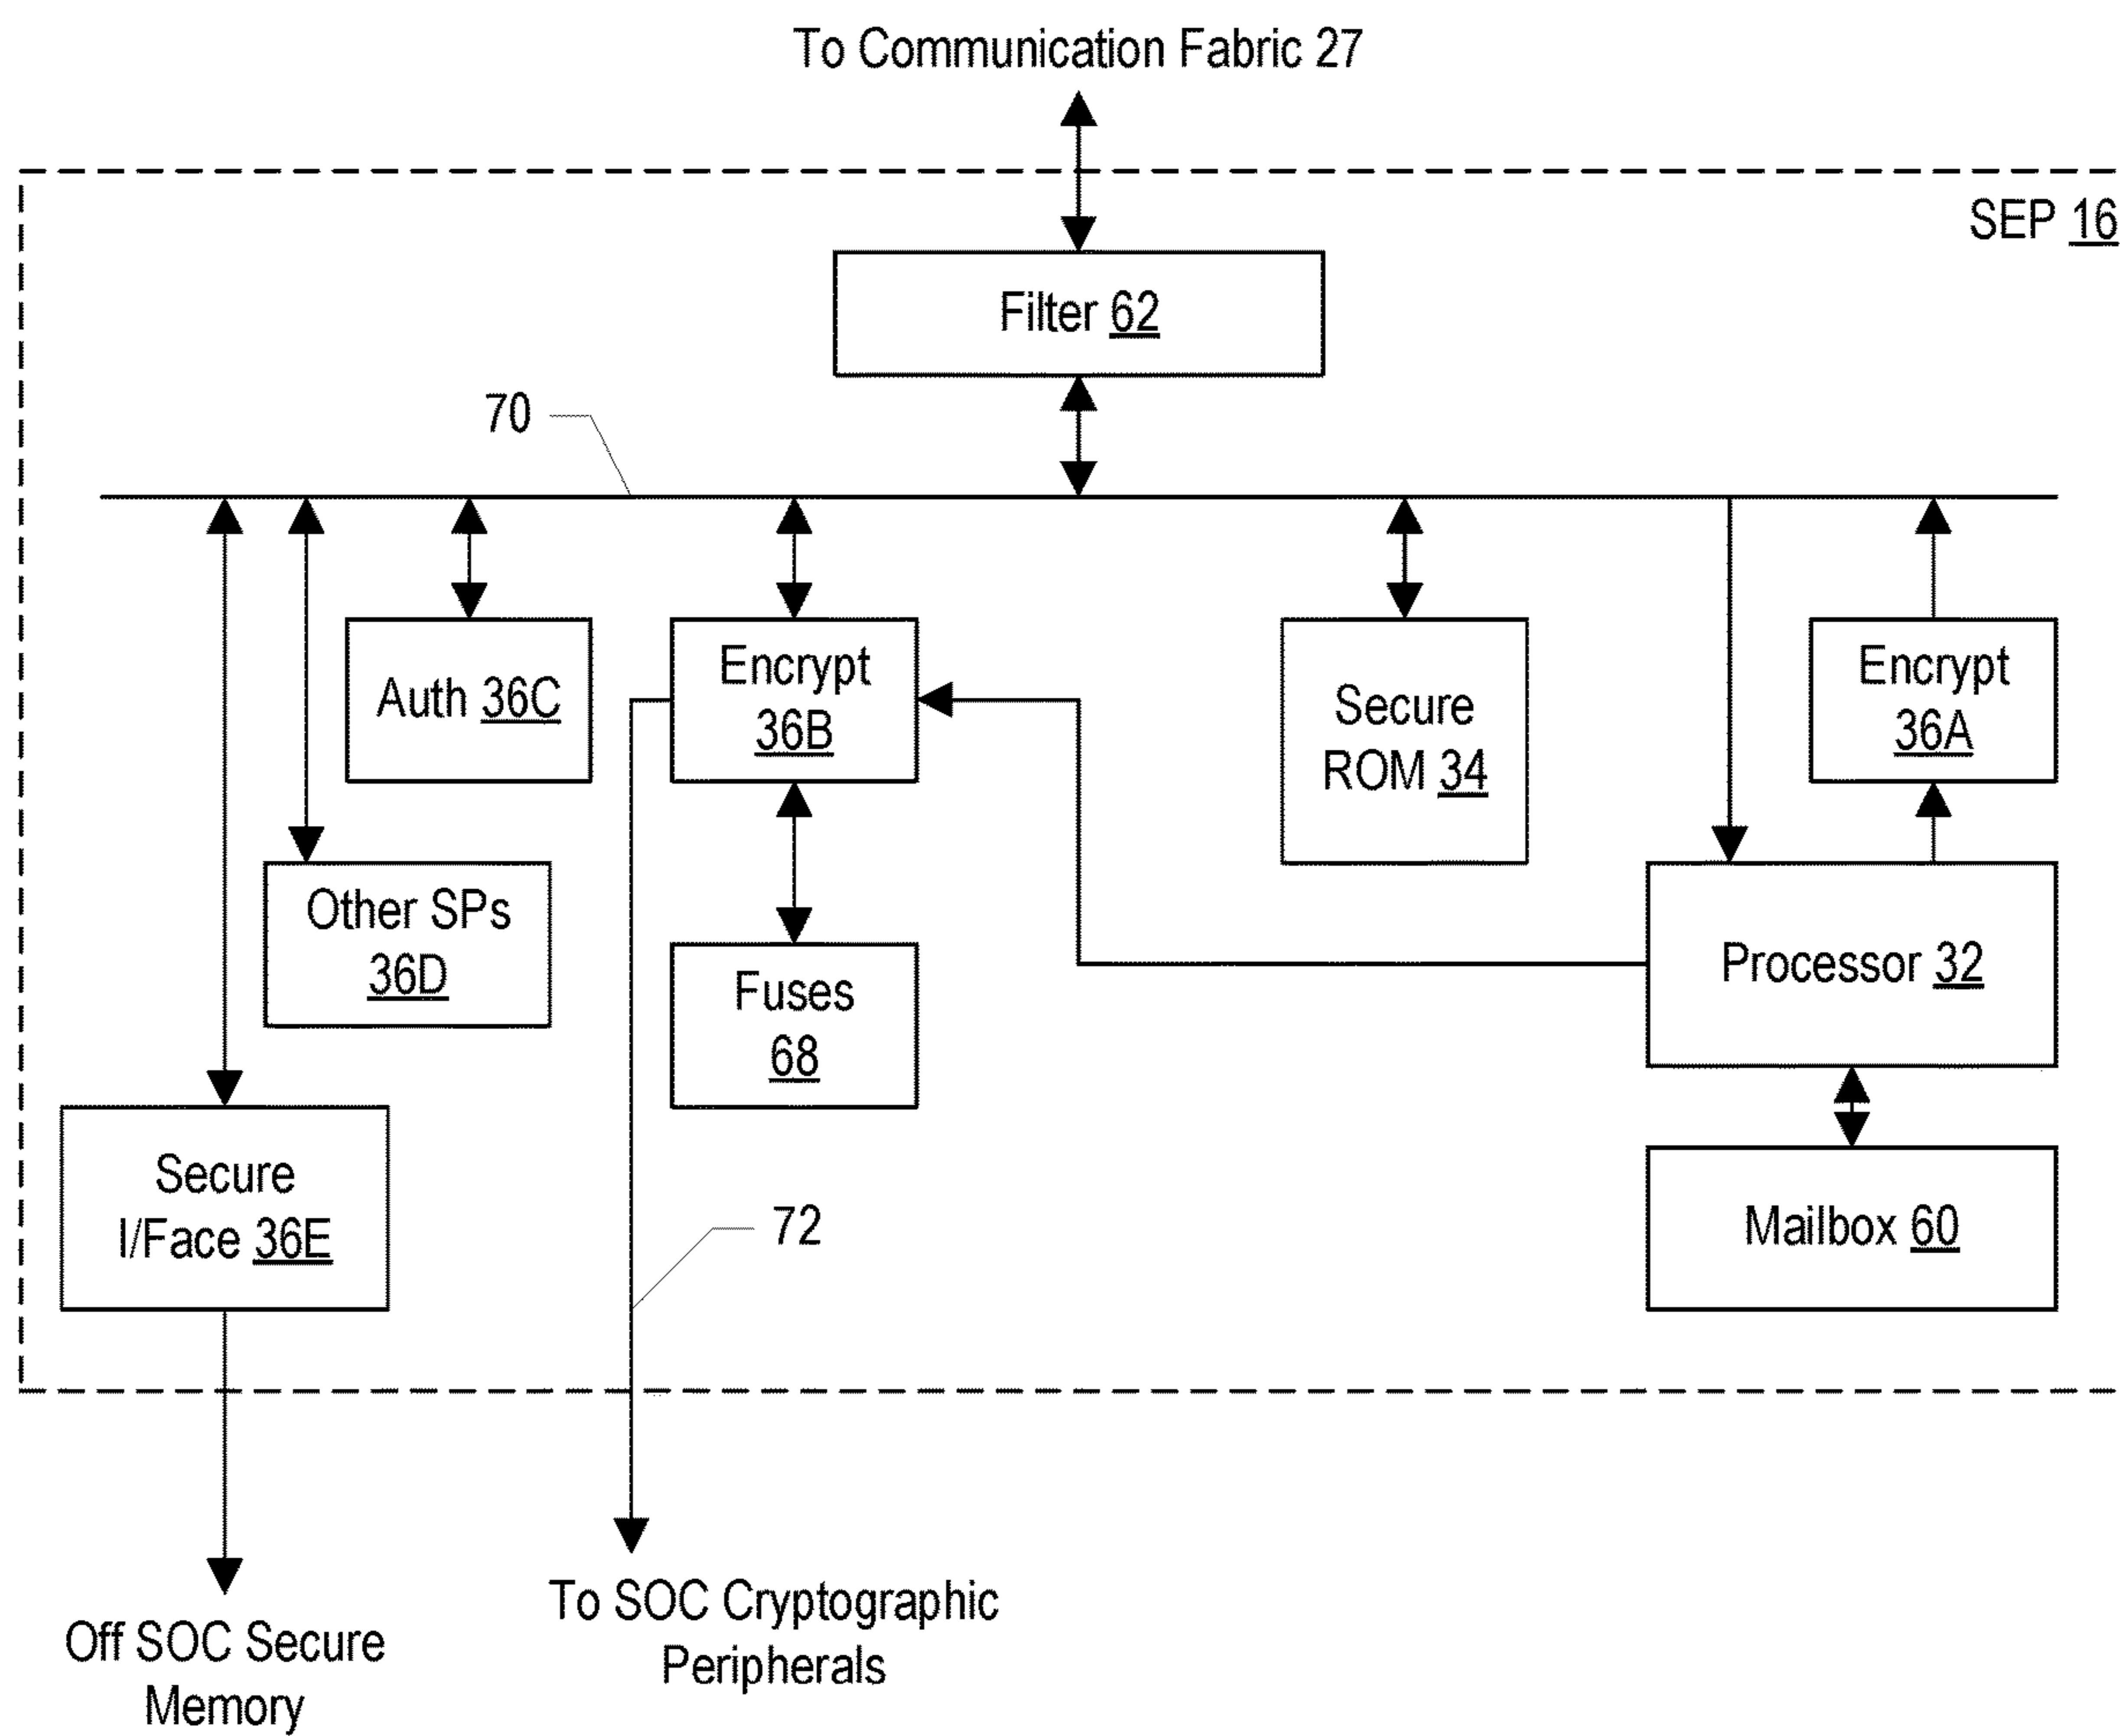 To Communication Fabric 27
SEP 16
Filter 62
70
Auth 36C
Encrypt
36B
Secure
ROM 34
Encrypt
36A
Other SPs
36D
Fuses
68
Processor 32
Secure
I/Face 36E
72
Mailbox 60
To SOC Cryptographic
Peripherals
Off SOC Secure
Memory